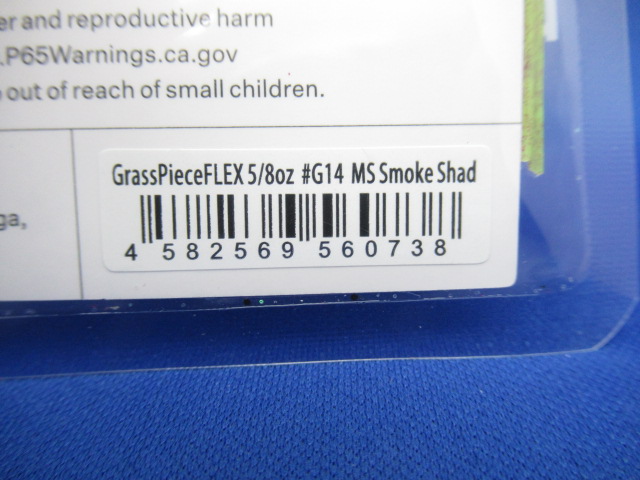 er and reproductive harm
.P65Warnings.ca.gov
out of reach of small children.
ga,
GrassPieceFLEX 5/8oz #G14 MS Smoke Shad
4 582569 560738